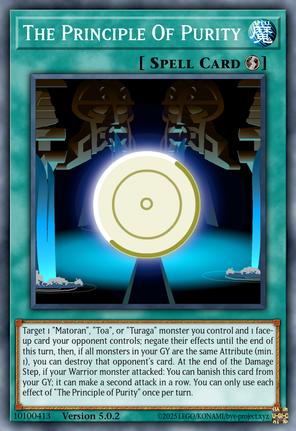 The Principle Of Purity
魔
[ Spell Card ]
Target 1 "Matoran", "Toa", or "Turaga" monster you control and 1 face-
up card your opponent controls; negate their effects until the end of
this turn, then, if all monsters in your GY are the same Attribute (min.
1), you can destroy that opponent's card. At the end of the Damage
Step, if your Warrior monster attacked: You can banish this card from
your GY; it can make a second attack in a row. You can only use each
effect of "The Principle of Purity" once per turn.
10100413 Version 5.0.2 ©2025 LEGO/KONAMI/bye-project.xyz